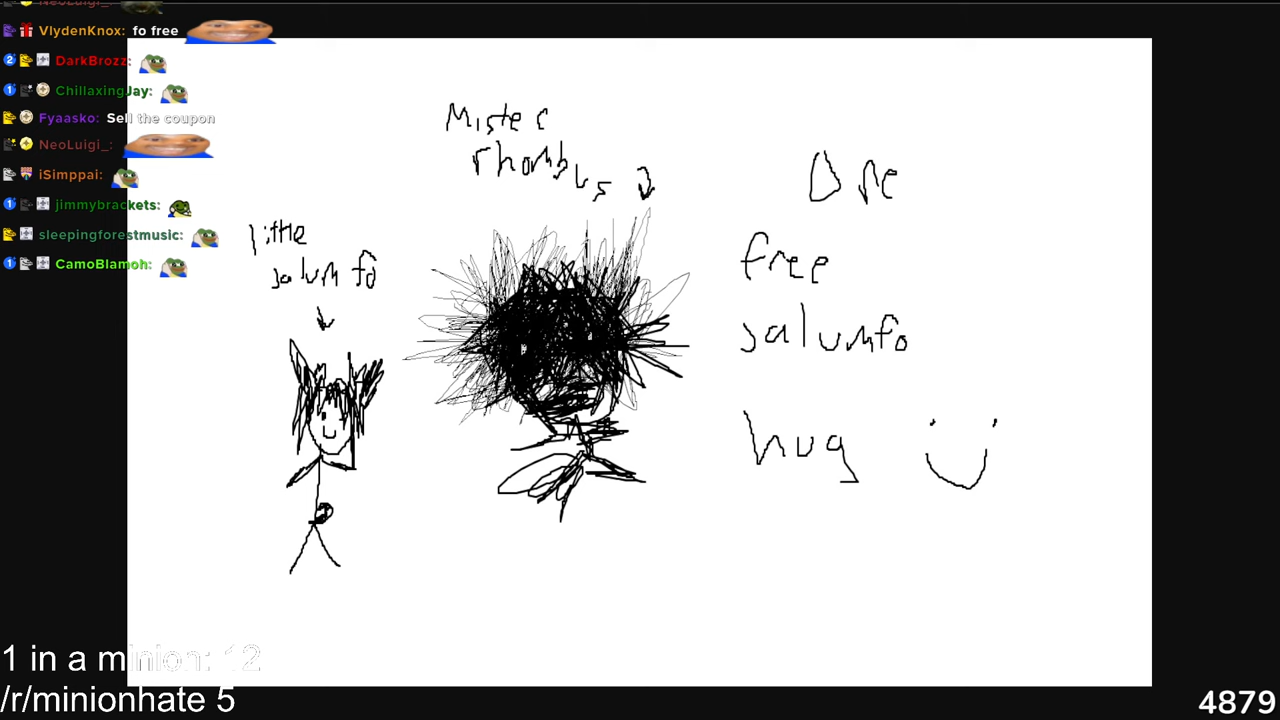 NeoLuigi_:
VlydenKnox: fo free
DarkBrozz:
ChillaxingJay:
Fyaasko: Sell the coupon
NeoLuigi_:
iSimppai:
jimmybrackets:
sleepingforestmusic:
CamoBlamoh:
Mister
rhombus
little
salumfo
One
free
salumfo
hug
1 in a minion: 12
/r/minionhate 5
4879